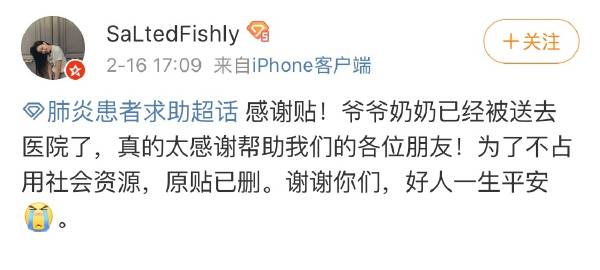 SaLtedFishly
+关注
2-16 17:09 来自iPhone客户端
肺炎患者求助超话 感谢贴！爷爷奶奶已经被送去
医院了，真的太感谢帮助我们的各位朋友！为了不占
用社会资源，原贴已删。谢谢你们，好人一生平安
😭。